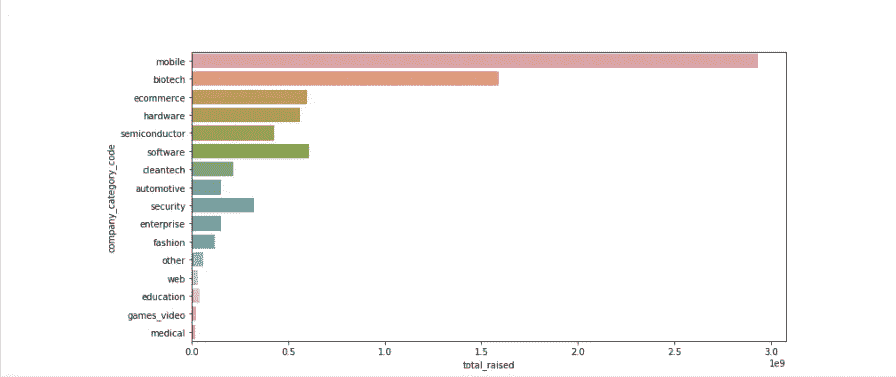 mobile
biotech
ecommerce
hardware
semiconductor
software
cleantech
automotive
security
enterprise
fashion
other
web
education
games_video
medical
company_category_code
0.0 0.5 1.0 1.5 2.0 2.5 3.0
1e9
total_raised